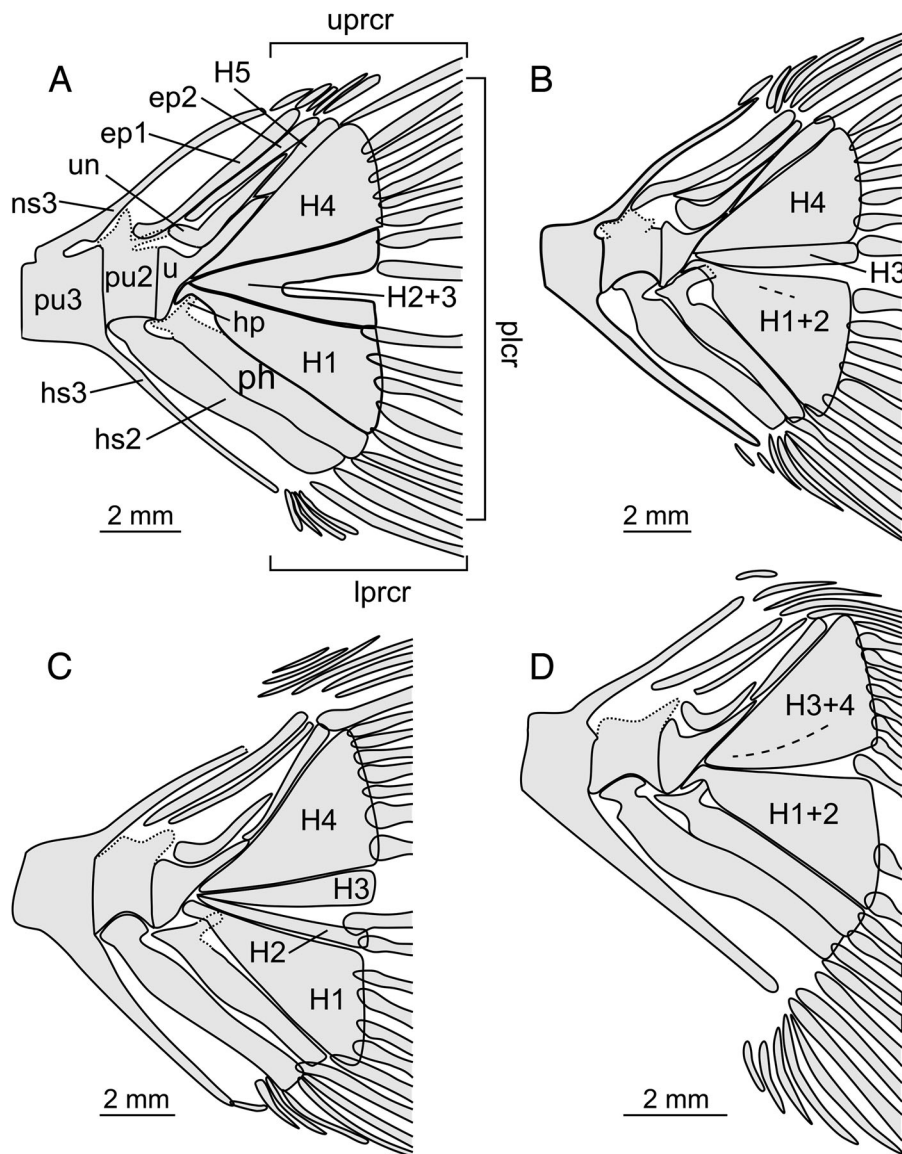 uprcr
A
H5
ep2
ep1
un
ns3
H4
pu3
pu2
u
H2+3
hp
H1
ph
hs3
hs2
plcr
2 mm
lprcr
B
H4
H3
H1+2
2 mm
C
H4
H3
H2
H1
2 mm
D
H3+4
H1+2
2 mm